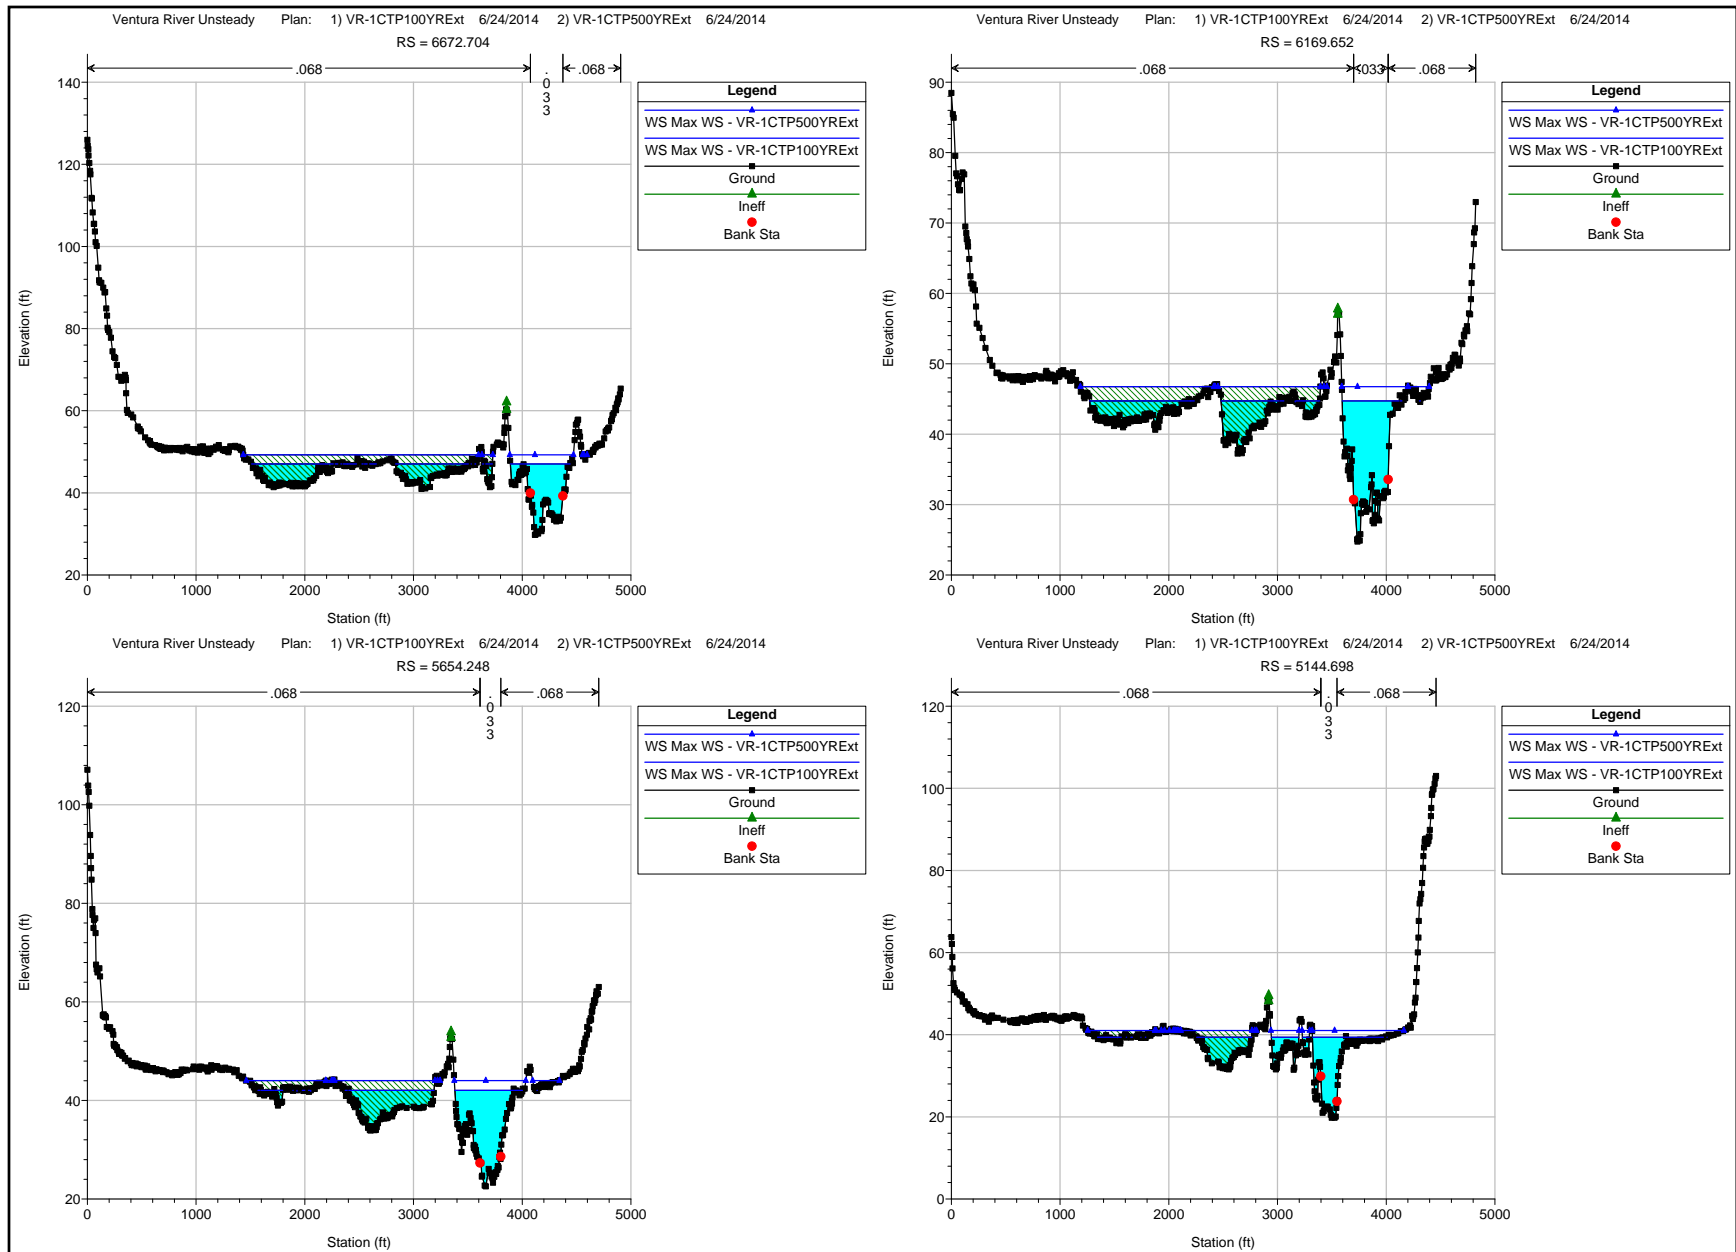 Ventura River Unsteady Plan: 1) VR-1CTP100YRExt 6/24/2014 2) VR-1CTP500YRExt 6/24/2014
RS = 6672.704
.068 .033 .068
Legend
WS Max WS - VR-1CTP500YRExt
WS Max WS - VR-1CTP100YRExt
Ground
Ineff
Bank Sta
Elevation (ft)
140
120
100
80
60
40
20
0 1000 2000 3000 4000 5000
Station (ft)
Ventura River Unsteady Plan: 1) VR-1CTP100YRExt 6/24/2014 2) VR-1CTP500YRExt 6/24/2014
RS = 6169.652
.068 .033 .068
Legend
WS Max WS - VR-1CTP500YRExt
WS Max WS - VR-1CTP100YRExt
Ground
Ineff
Bank Sta
Elevation (ft)
90
80
70
60
50
40
30
20
0 1000 2000 3000 4000 5000
Station (ft)
Ventura River Unsteady Plan: 1) VR-1CTP100YRExt 6/24/2014 2) VR-1CTP500YRExt 6/24/2014
RS = 5654.248
.068 .033 .068
Legend
WS Max WS - VR-1CTP500YRExt
WS Max WS - VR-1CTP100YRExt
Ground
Ineff
Bank Sta
Elevation (ft)
120
100
80
60
40
20
0 1000 2000 3000 4000 5000
Station (ft)
Ventura River Unsteady Plan: 1) VR-1CTP100YRExt 6/24/2014 2) VR-1CTP500YRExt 6/24/2014
RS = 5144.698
.068 .033 .068
Legend
WS Max WS - VR-1CTP500YRExt
WS Max WS - VR-1CTP100YRExt
Ground
Ineff
Bank Sta
Elevation (ft)
120
100
80
60
40
20
0
0 1000 2000 3000 4000 5000
Station (ft)